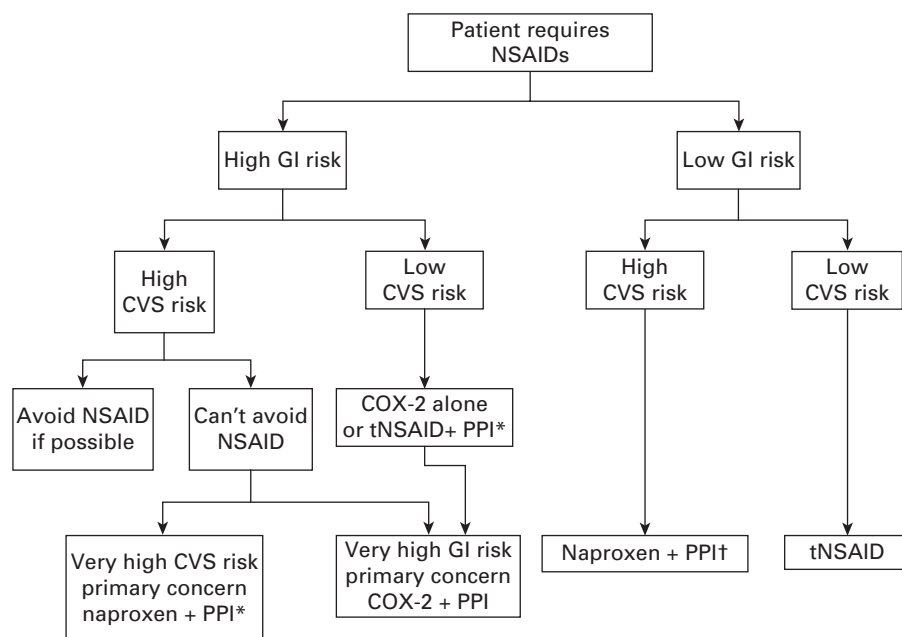 Patient requires
NSAIDs
High GI risk
Low GI risk
High
CVS risk
Low
CVS risk
High
CVS risk
Low
CVS risk
Avoid NSAID
if possible
Can't avoid
NSAID
COX-2 alone
or tNSAID+ PPI*
Very high CVS risk
primary concern
naproxen + PPI*
Very high GI risk
primary concern
COX-2 + PPI
Naproxen + PPI†
tNSAID